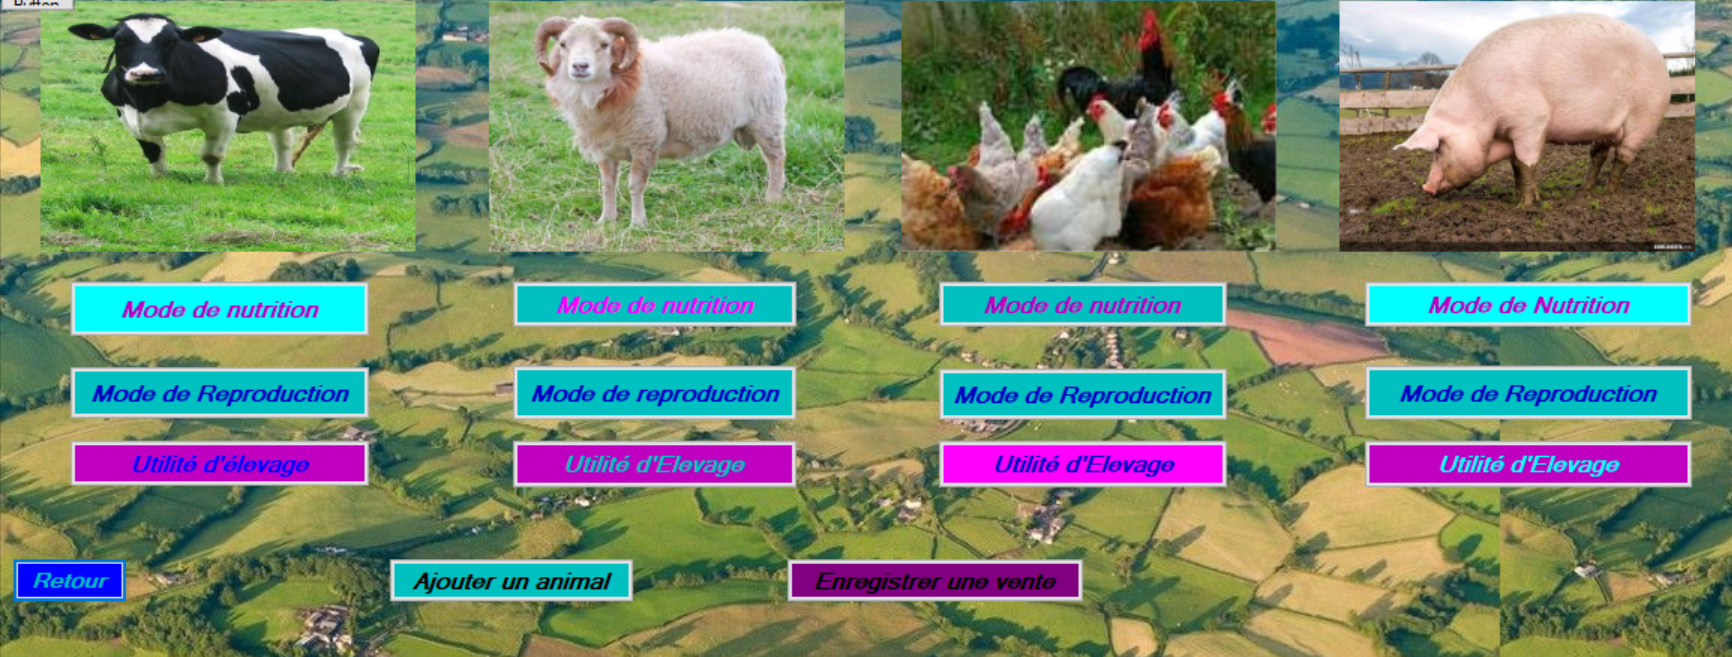 Mode de nutrition
Mode de nutrition
Mode de nutrition
Mode de Nutrition
Mode de Reproduction
Mode de reproduction
Mode de Reproduction
Mode de Reproduction
Utilité d'élevage
Utilité d'Elevage
Utilité d'Elevage
Utilité d'Elevage
Retour
Ajouter un animal
Enregistrer une vente